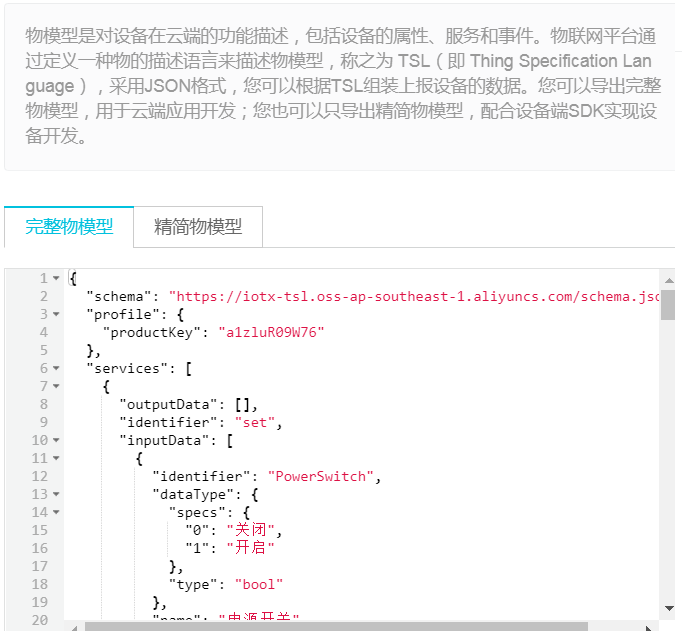 物模型是对设备在云端的功能描述，包括设备的属性、服务和事件。物联网平台通
过定义一种物的描述语言来描述物模型，称之为 TSL（即 Thing Specification Lan
guage），采用JSON格式，您可以根据TSL组装上报设备的数据。您可以导出完整
物模型，用于云端应用开发；您也可以只导出精简物模型，配合设备端SDK实现设
备开发。
完整物模型 精简物模型
1 {
2 "schema": "https://iotx-tsl.oss-ap-southeast-1.aliyuncs.com/schema.jsc
3 "profile": {
4 "productKey": "a1zluR09W76"
5 },
6 "services": [
7 {
8 "outputData": [],
9 "identifier": "set",
10 "inputData": [
11 {
12 "identifier": "PowerSwitch",
13 "dataType": {
14 "specs": {
15 "0": "关闭",
16 "1": "开启"
17 },
18 "type": "bool"
19 },
20 "name": "电源开关"